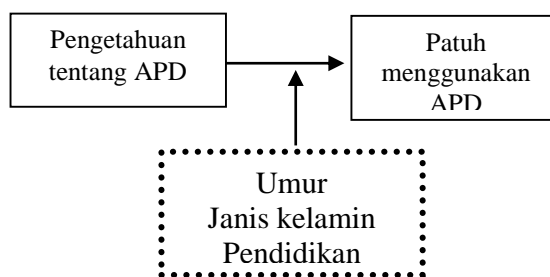 Pengetahuan
tentang APD
Patuh
menggunakan
APD
Umur
Janis kelamin
Pendidikan